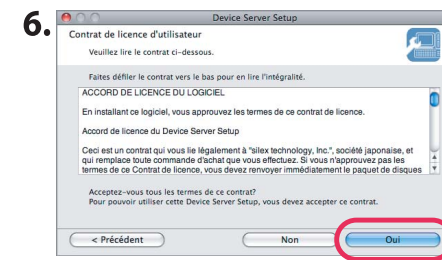 6.
Device Server Setup
Contrat de licence d'utilisateur
Veuillez lire le contrat ci-dessous.
Faites défiler le contrat vers le bas pour en lire l'intégralité.
ACCORD DE LICENCE DU LOGICIEL
En installant ce logiciel, vous approuvez les termes de ce contrat de licence.
Accord de licence du Device Server Setup
Ceci est un contrat qui vous lie légalement à "silex technology, Inc.", société japonaise, et
qui remplace toute commande d'achat que vous effectuez. Si vous n'approuvez pas les
termes de ce Contrat de licence, vous devez renvoyer immédiatement le paquet de disques
Acceptez-vous tous les termes de ce contrat?
Pour pouvoir utiliser cette Device Server Setup, vous devez accepter ce contrat.
< Précédent
Non
Oui